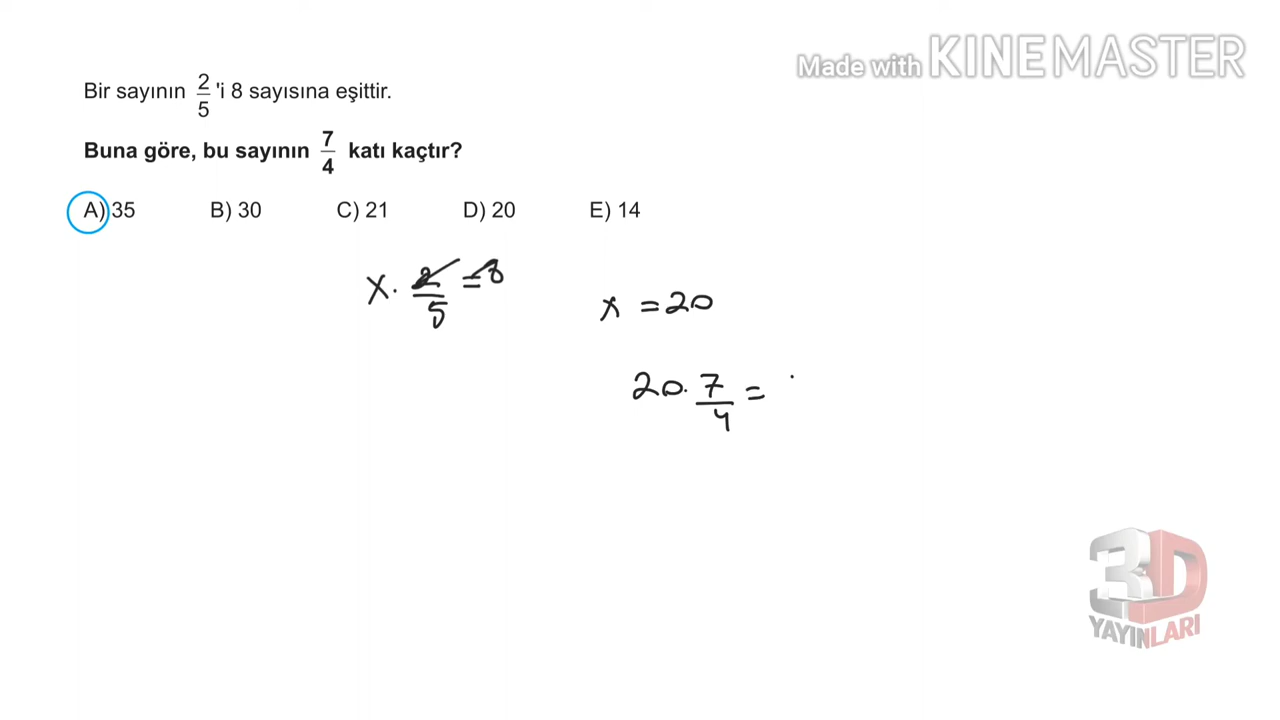 Made with KINEMASTER
Bir sayının 2/5 'i 8 sayısına eşittir.
Buna göre, bu sayının 7/4 katı kaçtır?
A) 35 B) 30 C) 21 D) 20 E) 14
x . 2/5 = 8
x = 20
20 . 7/4 =
3D
YAYINLARI